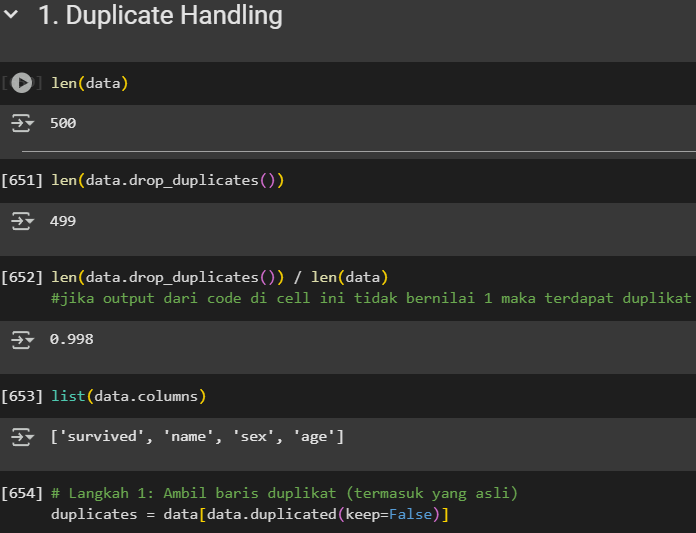 1. Duplicate Handling
[ ] len(data)
500
[651] len(data.drop_duplicates())
499
[652] len(data.drop_duplicates()) / len(data)
#jika output dari code di cell ini tidak bernilai 1 maka terdapat duplikat
0.998
[653] list(data.columns)
['survived', 'name', 'sex', 'age']
[654] # Langkah 1: Ambil baris duplikat (termasuk yang asli)
duplicates = data[data.duplicated(keep=False)]